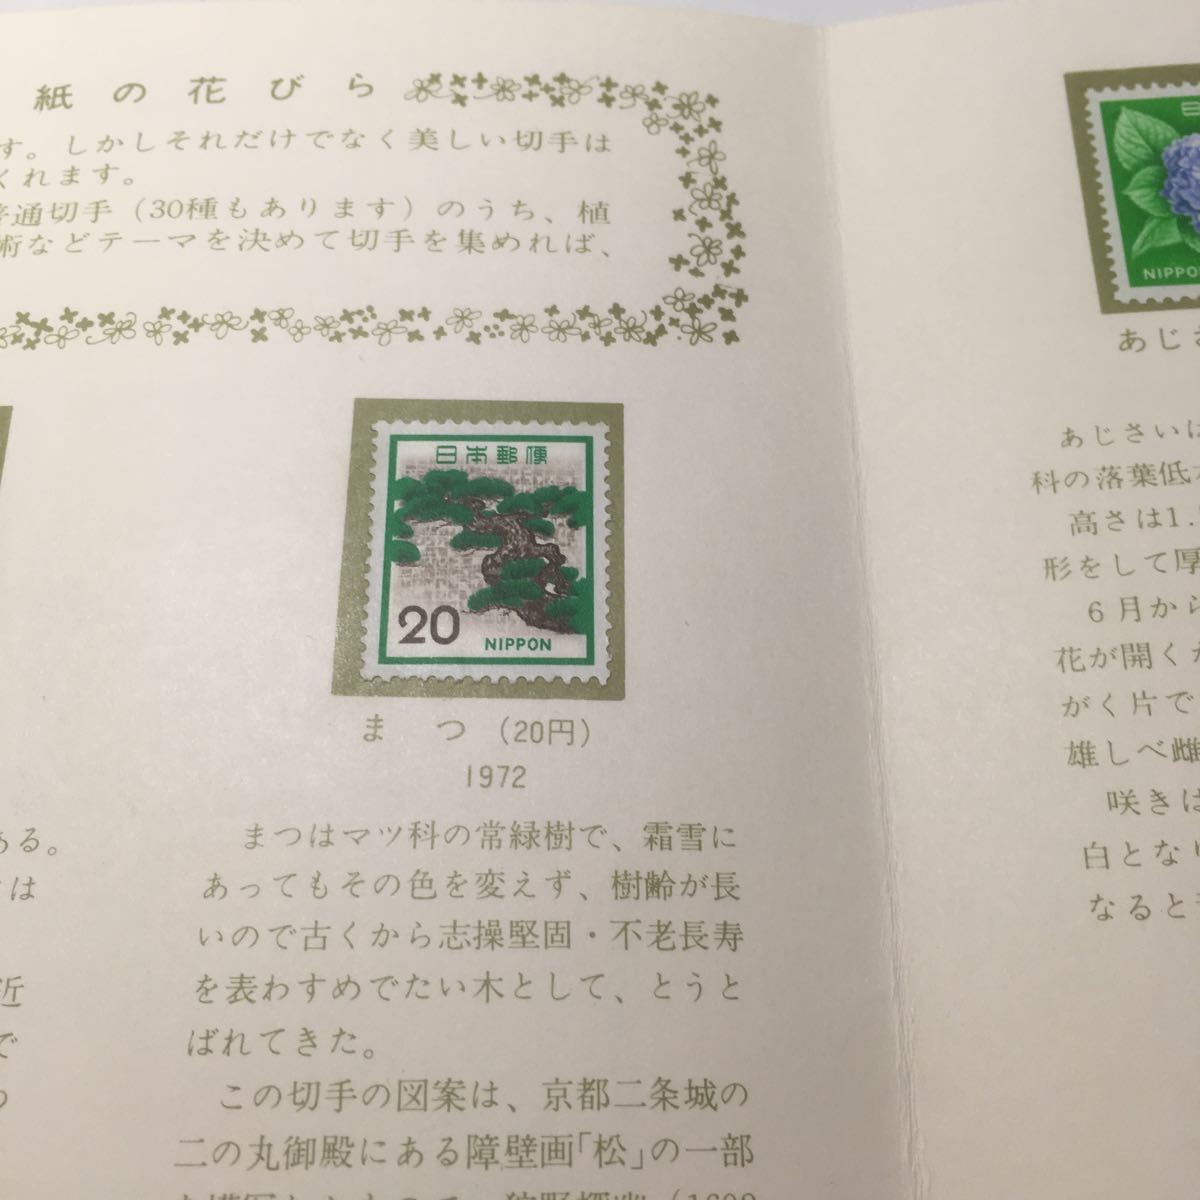 紙の花びら
す。しかしそれだけでなく美しい切手は
くれます。
普通切手（30種もあります）のうち、植
術などテーマを決めて切手を集めれば、
日本郵便
20
NIPPON
まつ（20円）
1972
まつはマツ科の常緑樹で、霜雪に
あってもその色を変えず、樹齢が長
いので古くから志操堅固・不老長寿
を表わすめでたい木として、とうと
ばれてきた。
この切手の図案は、京都二条城の
二の丸御殿にある障壁画「松」の一部
ある。
は
近
で
つ
日
NIPPON
あじさ
あじさいは
科の落葉低木
高さは1.
形をして厚
6月から
花が開くが
がく片で
雄しべ雌
咲きは
白となり
なると